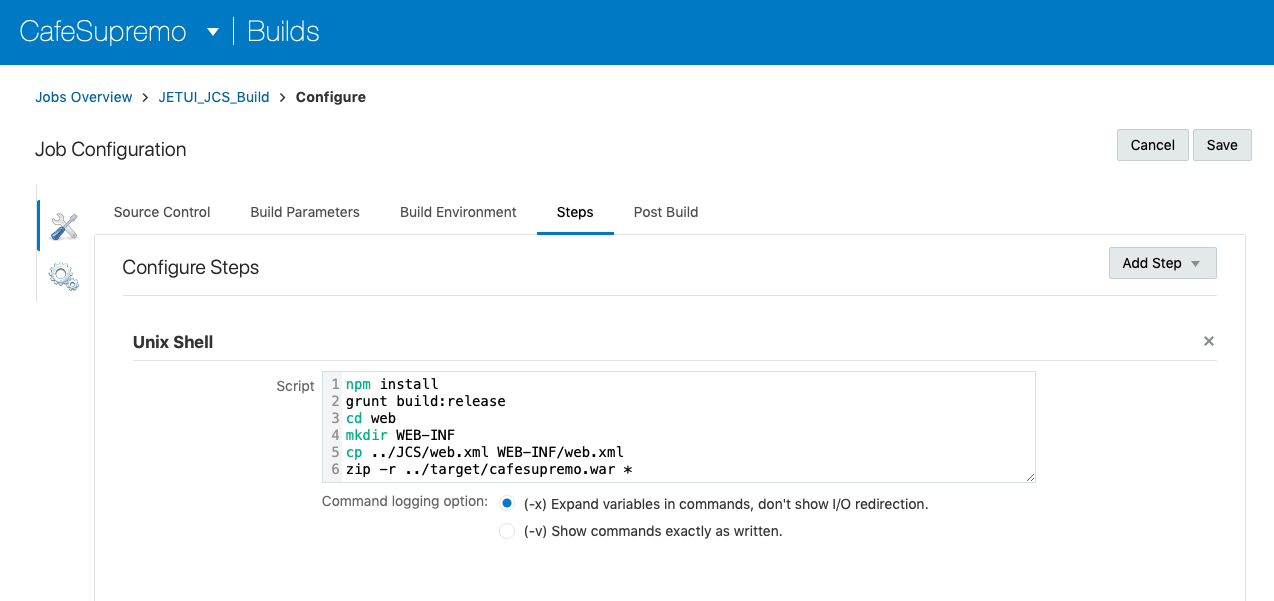 CafeSupremo Builds
Jobs Overview > JETUI_JCS_Build > Configure
Job Configuration
Cancel Save
Source Control Build Parameters Build Environment Steps Post Build
Configure Steps
Add Step
Unix Shell
Script
1 npm install
2 grunt build:release
3 cd web
4 mkdir WEB-INF
5 cp ../JCS/web.xml WEB-INF/web.xml
6 zip -r ../target/cafesupremo.war *
Command logging option: (-x) Expand variables in commands, don't show I/O redirection.
(-v) Show commands exactly as written.